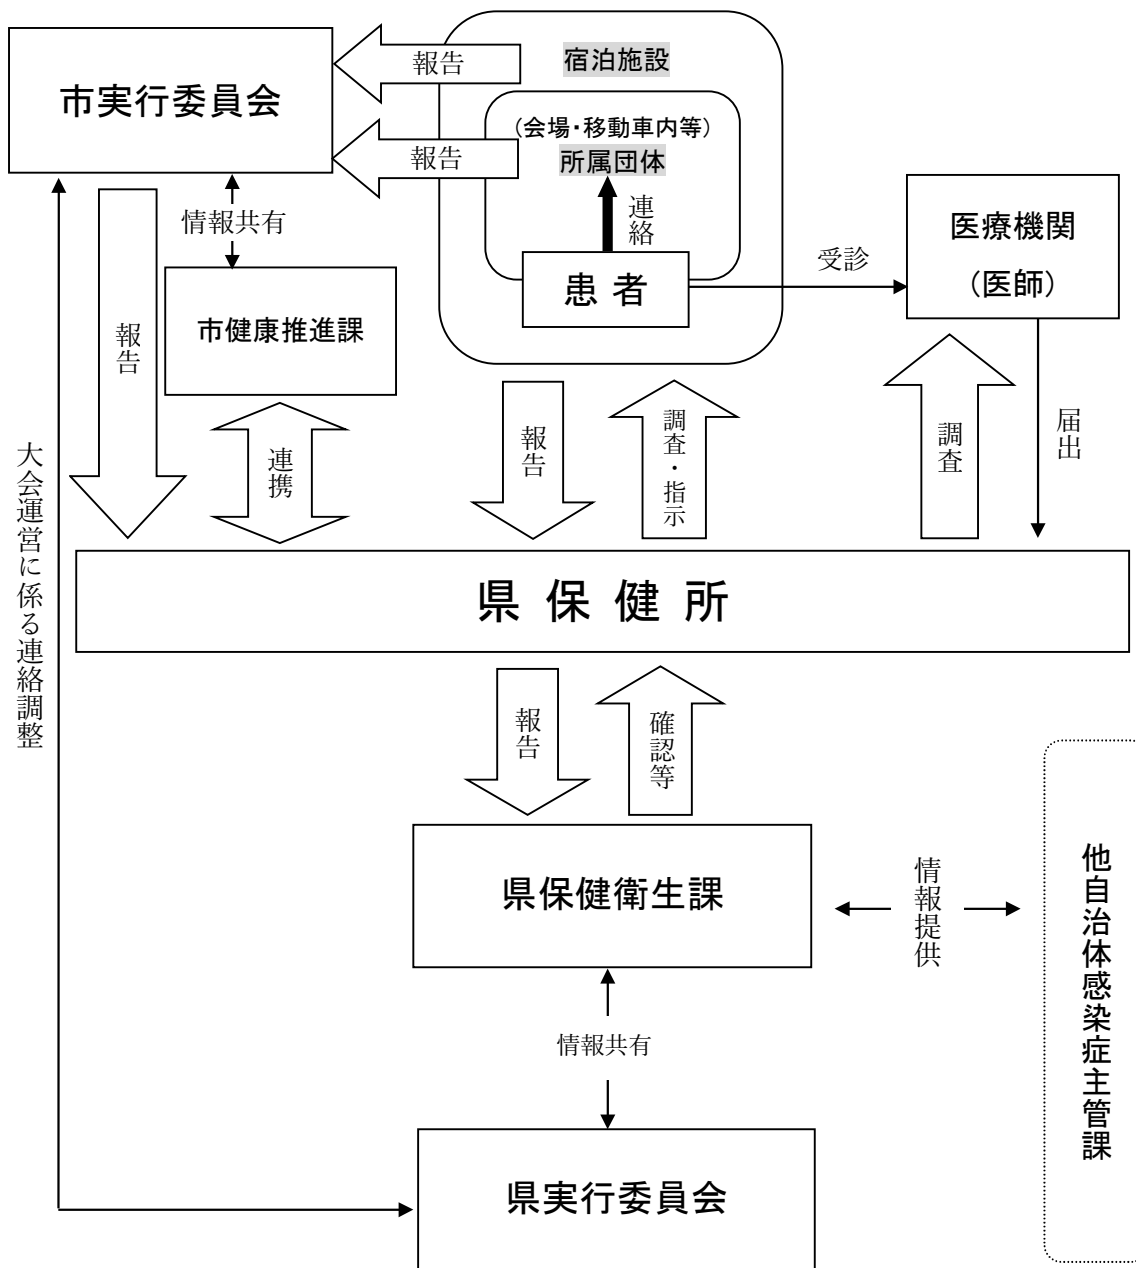 報告
宿泊施設
市実行委員会
報告
(会場・移動車内等)
所属団体
連絡
情報共有
患者
受診
医療機関
(医師)
市健康推進課
報告
連携
報告
調査・指示
調査
届出
大会運営に係る連絡調整
県保健所
報告
確認等
県保健衛生課
情報提供
他自治体感染症主管課
情報共有
県実行委員会